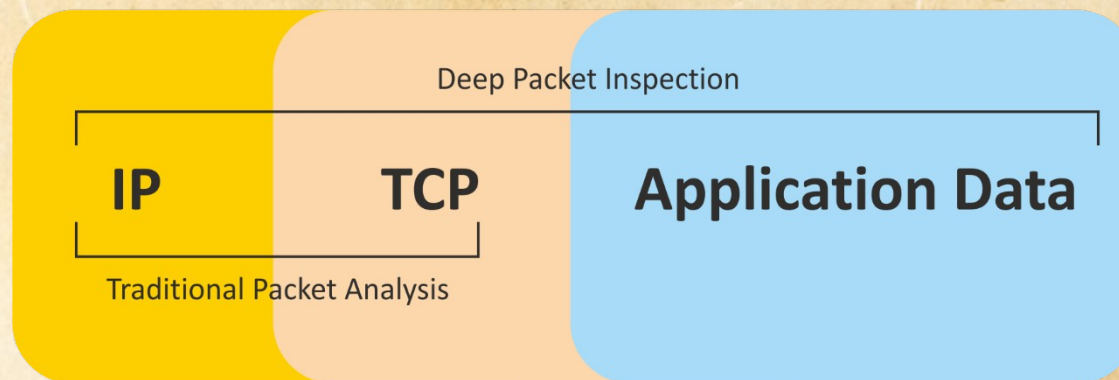 Deep Packet Inspection
IP TCP Application Data
Traditional Packet Analysis